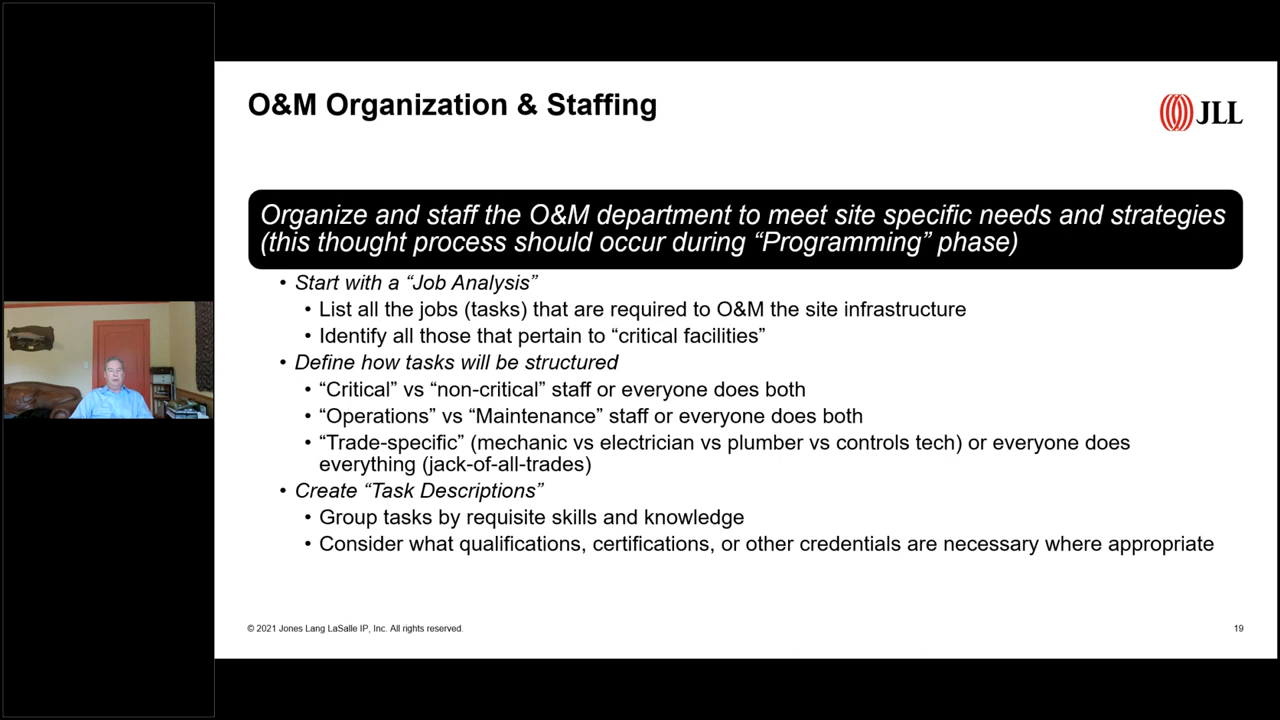 O&M Organization & Staffing
JLL
Organize and staff the O&M department to meet site specific needs and strategies
(this thought process should occur during “Programming” phase)
• Start with a “Job Analysis”
• List all the jobs (tasks) that are required to O&M the site infrastructure
• Identify all those that pertain to “critical facilities”
• Define how tasks will be structured
• “Critical” vs “non-critical” staff or everyone does both
• “Operations” vs “Maintenance” staff or everyone does both
• “Trade-specific” (mechanic vs electrician vs plumber vs controls tech) or everyone does
everything (jack-of-all-trades)
• Create “Task Descriptions”
• Group tasks by requisite skills and knowledge
• Consider what qualifications, certifications, or other credentials are necessary where appropriate
© 2021 Jones Lang LaSalle IP, Inc. All rights reserved.
19